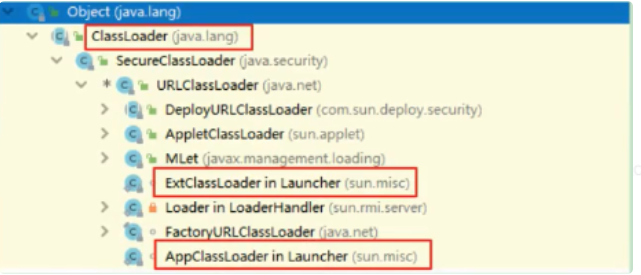 Object (java.lang)
ClassLoader (java.lang)
SecureClassLoader (java.security)
* URLClassLoader (java.net)
DeployURLClassLoader (com.sun.deploy.security)
AppletClassLoader (sun.applet)
MLet (javax.management.loading)
ExtClassLoader in Launcher (sun.misc)
Loader in LoaderHandler (sun.rmi.server)
FactoryURLClassLoader (java.net)
AppClassLoader in Launcher (sun.misc)